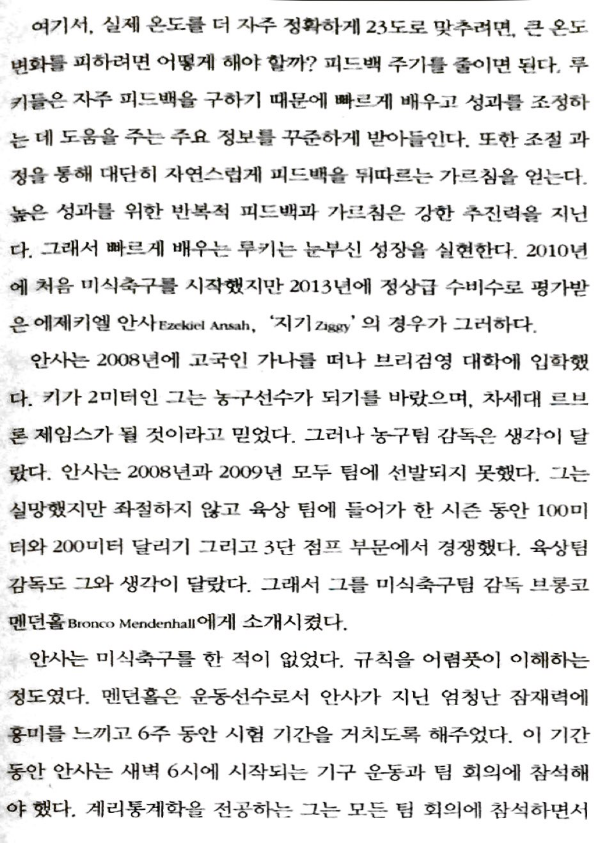 여기서, 실제 온도를 더 자주 정확하게 23도로 맞추려면, 큰 온도
변화를 피하려면 어떻게 해야 할까? 피드백 주기를 줄이면 된다. 루
키들은 자주 피드백을 구하기 때문에 빠르게 배우고 성과를 조정하
는 데 도움을 주는 주요 정보를 꾸준하게 받아들인다. 또한 조절 과
정을 통해 대단히 자연스럽게 피드백을 뒤따르는 가르침을 얻는다.
높은 성과를 위한 반복적 피드백과 가르침은 강한 추진력을 지닌
다. 그래서 빠르게 배우는 루키는 눈부신 성장을 실현한다. 2010년
에 처음 미식축구를 시작했지만 2013년에 정상급 수비수로 평가받
은 에제키엘 안사Ezekiel Ansah, ‘지기Ziggy’의 경우가 그러하다.
안사는 2008년에 고국인 가나를 떠나 브리검영 대학에 입학했
다. 키가 2미터인 그는 농구선수가 되기를 바랐으며, 차세대 르브
론 제임스가 될 것이라고 믿었다. 그러나 농구팀 감독은 생각이 달
랐다. 안사는 2008년과 2009년 모두 팀에 선발되지 못했다. 그는
실망했지만 좌절하지 않고 육상 팀에 들어가 한 시즌 동안 100미
터와 200미터 달리기 그리고 3단 점프 부문에서 경쟁했다. 육상팀
감독도 그와 생각이 달랐다. 그래서 그를 미식축구팀 감독 브롱코
멘던홀Bronco Mendenhall에게 소개시켰다.
안사는 미식축구를 한 적이 없었다. 규칙을 어렴풋이 이해하는
정도였다. 멘던홀은 운동선수로서 안사가 지닌 엄청난 잠재력에
흥미를 느끼고 6주 동안 시험 기간을 거치도록 해주었다. 이 기간
동안 안사는 새벽 6시에 시작되는 기구 운동과 팀 회의에 참석해
야 했다. 계리통계학을 전공하는 그는 모든 팀 회의에 참석하면서